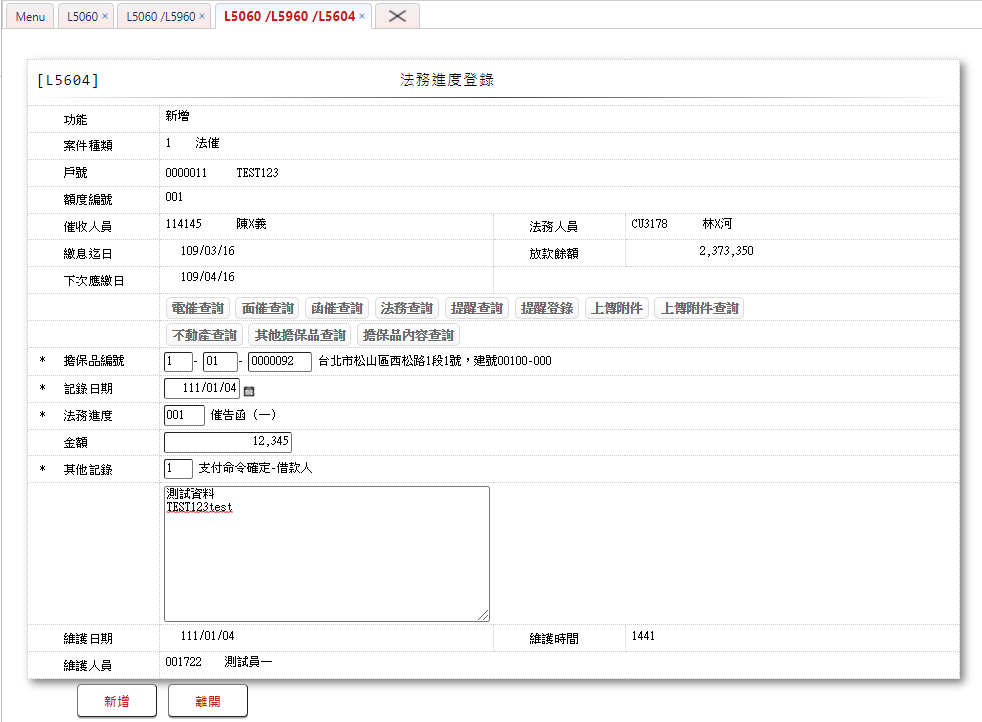 Menu L5060 × L5060 /L5960 × L5060 /L5960 /L5604 ×
[L5604] 法務進度登錄
功能 新增
案件種類 1 法催
戶號 0000011 TEST123
額度編號 001
催收人員 114145 陳X義 法務人員 CU3178 林X河
繳息迄日 109/03/16 放款餘額 2,373,350
下次應繳日 109/04/16
電催查詢 面催查詢 函催查詢 法務查詢 提醒查詢 提醒登錄 上傳附件 上傳附件查詢
不動產查詢 其他擔保品查詢 擔保品內容查詢
* 擔保品編號 1 - 01 - 0000092 台北市松山區西松路1段1號，建號00100-000
* 記錄日期 111/01/04
* 法務進度 001 催告函（一）
金額 12,345
* 其他記錄 1 支付命令確定-借款人
測試資料
TEST123test
維護日期 111/01/04 維護時間 1441
維護人員 001722 測試員一
新增 離開